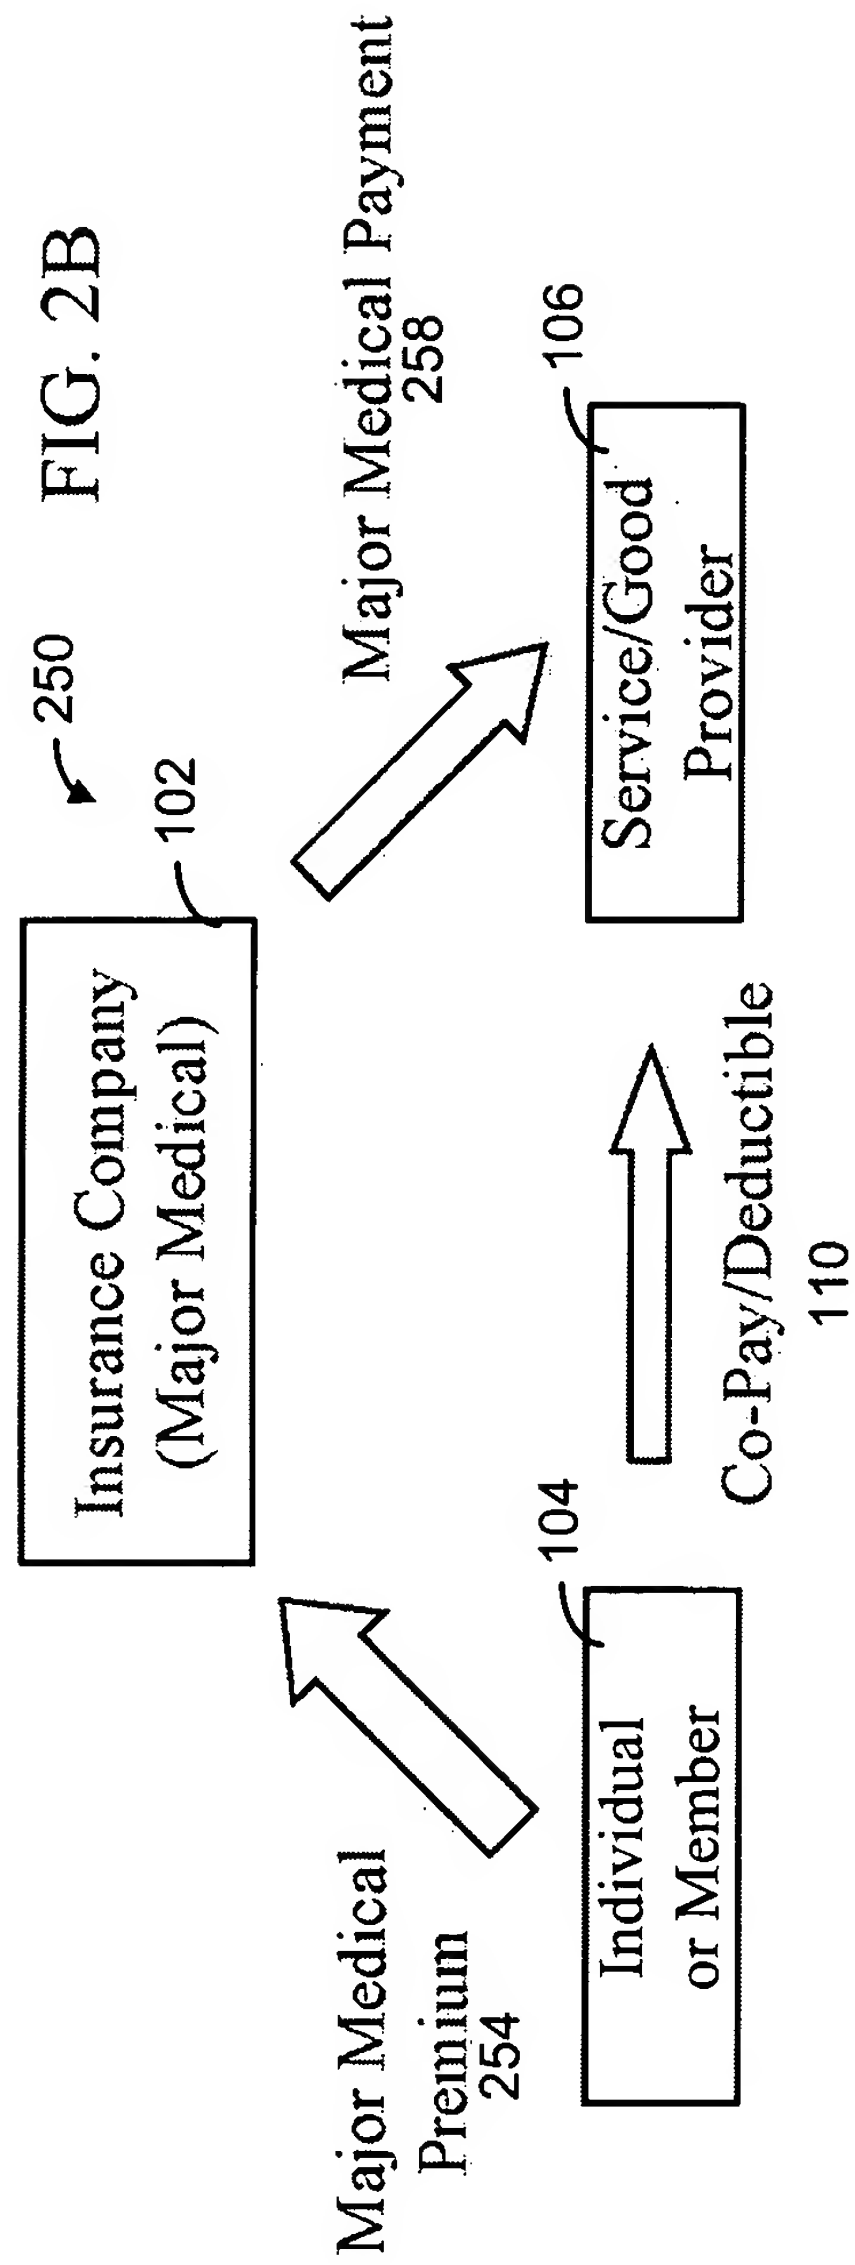 FIG. 2B
250
Insurance Company
(Major Medical)
102
Major Medical
Premium
254
Major Medical Payment
258
Individual
or Member
104
Co-Pay/Deductible
110
Service/Good
Provider
106